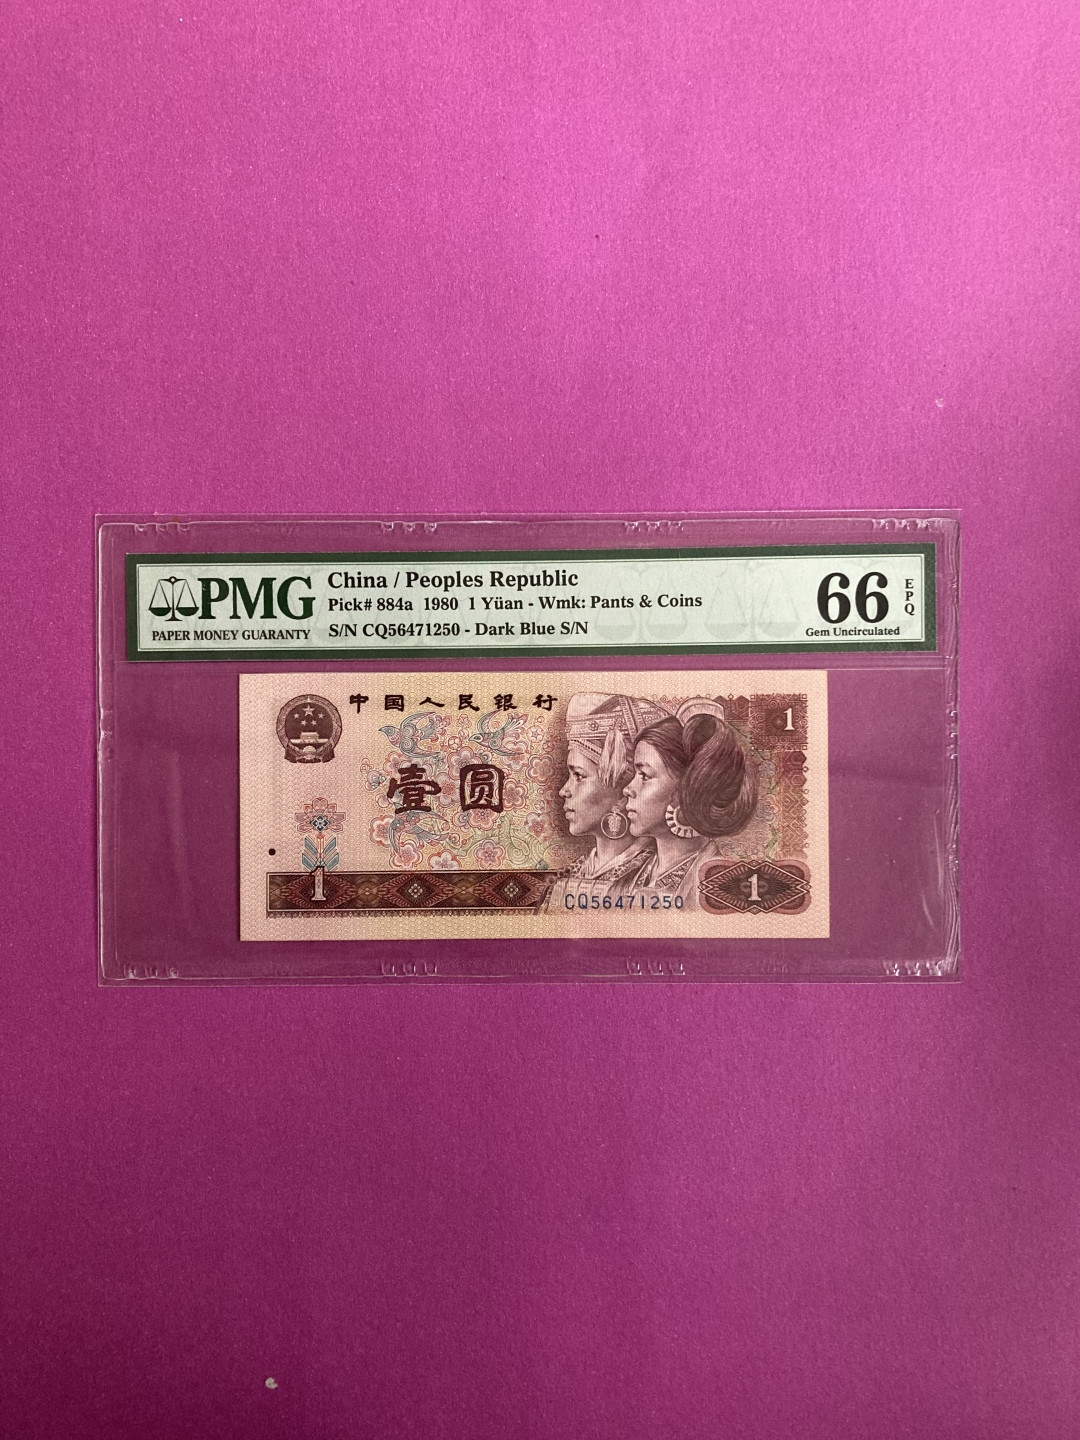 PMG
PAPER MONEY GUARANTY
China / Peoples Republic
Pick# 884a 1980 1 Yüan - Wmk: Pants & Coins
S/N CQ56471250 - Dark Blue S/N
66
EPQ
Gem Uncirculated
中国人民银行
1
壹圆
1
CQ56471250
1